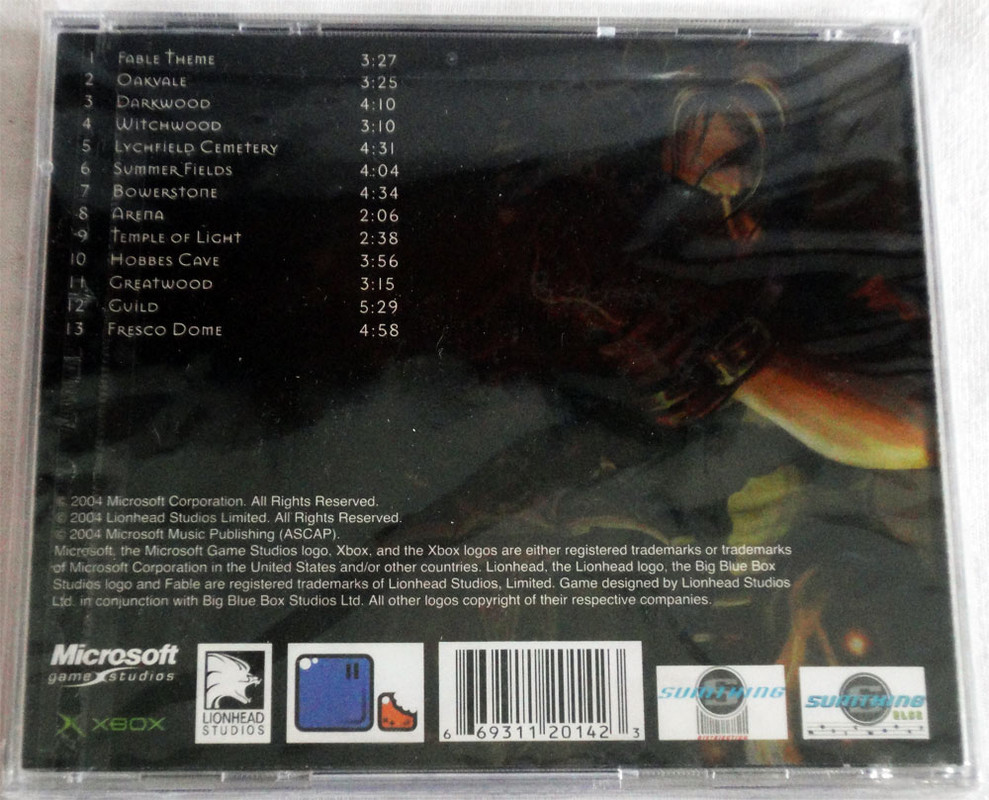 1 Fable Theme 3:27
2 Oakvale 3:25
3 Darkwood 4:10
4 Witchwood 3:10
5 Lychfield Cemetery 4:31
6 Summer Fields 4:04
7 Bowerstone 4:34
8 Arena 2:06
9 Temple of Light 2:38
10 Hobbes Cave 3:56
11 Greatwood 3:15
12 Guild 5:29
13 Fresco Dome 4:58
© 2004 Microsoft Corporation. All Rights Reserved.
© 2004 Lionhead Studios Limited. All Rights Reserved.
© 2004 Microsoft Music Publishing (ASCAP).
Microsoft, the Microsoft Game Studios logo, Xbox, and the Xbox logos are either registered trademarks or trademarks
of Microsoft Corporation in the United States and/or other countries. Lionhead, the Lionhead logo, the Big Blue Box
Studios logo and Fable are registered trademarks of Lionhead Studios, Limited. Game designed by Lionhead Studios
Ltd. in conjunction with Big Blue Box Studios Ltd. All other logos copyright of their respective companies.
Microsoft
game studios
XBOX
LIONHEAD
STUDIOS
6 69311 20142 3
SUMTHING
DISTRIBUTION
SUMTHING
ELSE